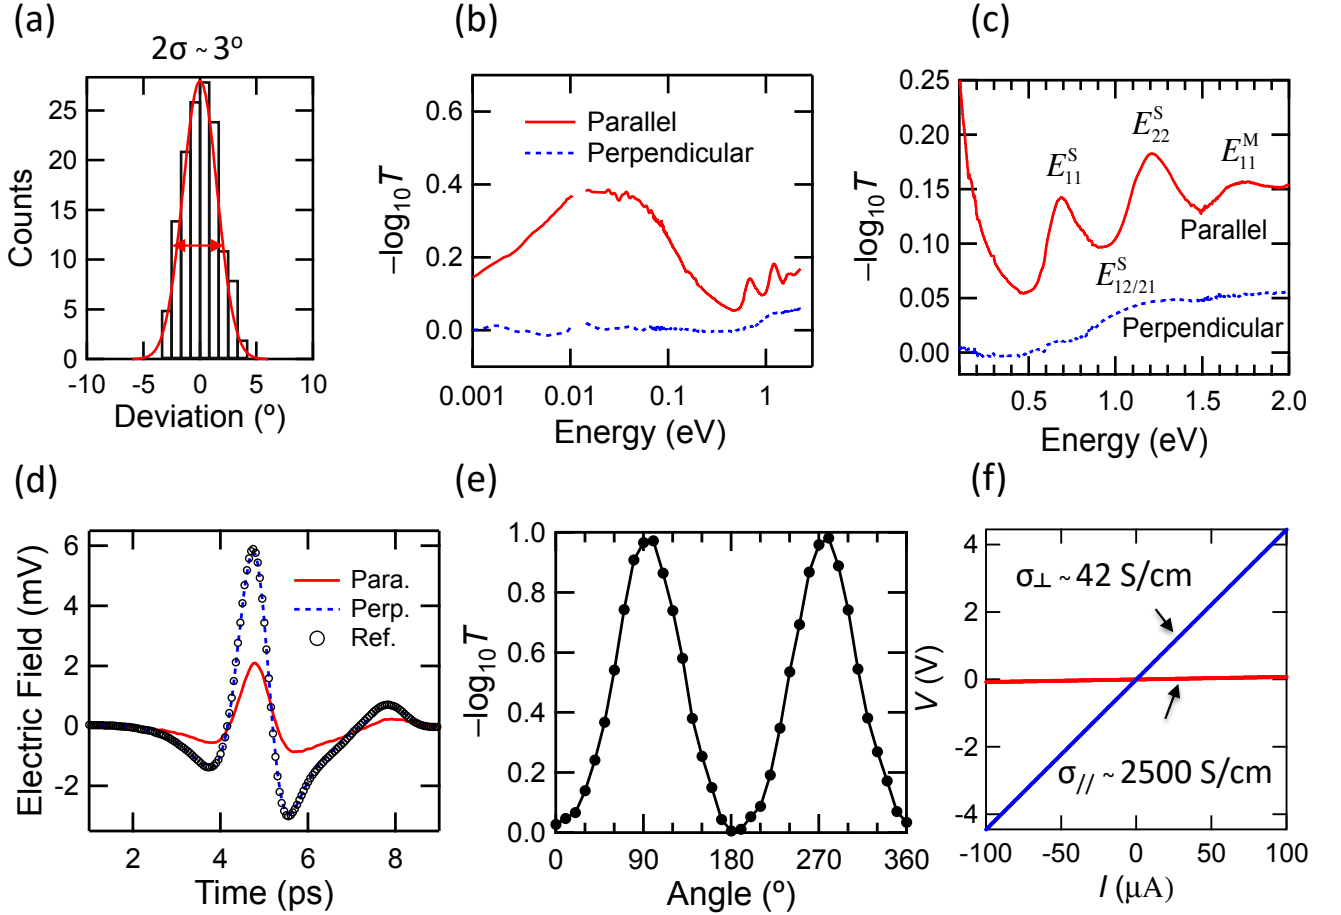 (a)
2σ ~ 3º
Counts
25
20
15
10
5
0
-10
-5
0
5
10
Deviation (º)
(b)
−log₁₀T
0.6
0.4
0.2
0.0
Parallel
Perpendicular
0.001
0.01
0.1
1
Energy (eV)
(c)
−log₁₀T
0.25
0.20
0.15
0.10
0.05
0.00
E₁₁ˢ
E₂₂ˢ
E₁₁ᴹ
Parallel
E₁₂/₂₁ˢ
Perpendicular
0.5
1.0
1.5
2.0
Energy (eV)
(d)
Electric Field (mV)
6
4
2
0
-2
Para.
Perp.
Ref.
2
4
6
8
Time (ps)
(e)
−log₁₀T
1.0
0.8
0.6
0.4
0.2
0.0
0
90
180
270
360
Angle (º)
(f)
V (V)
4
2
0
-2
-4
σ⊥ ~ 42 S/cm
σ// ~ 2500 S/cm
-100
-50
0
50
100
I (µA)